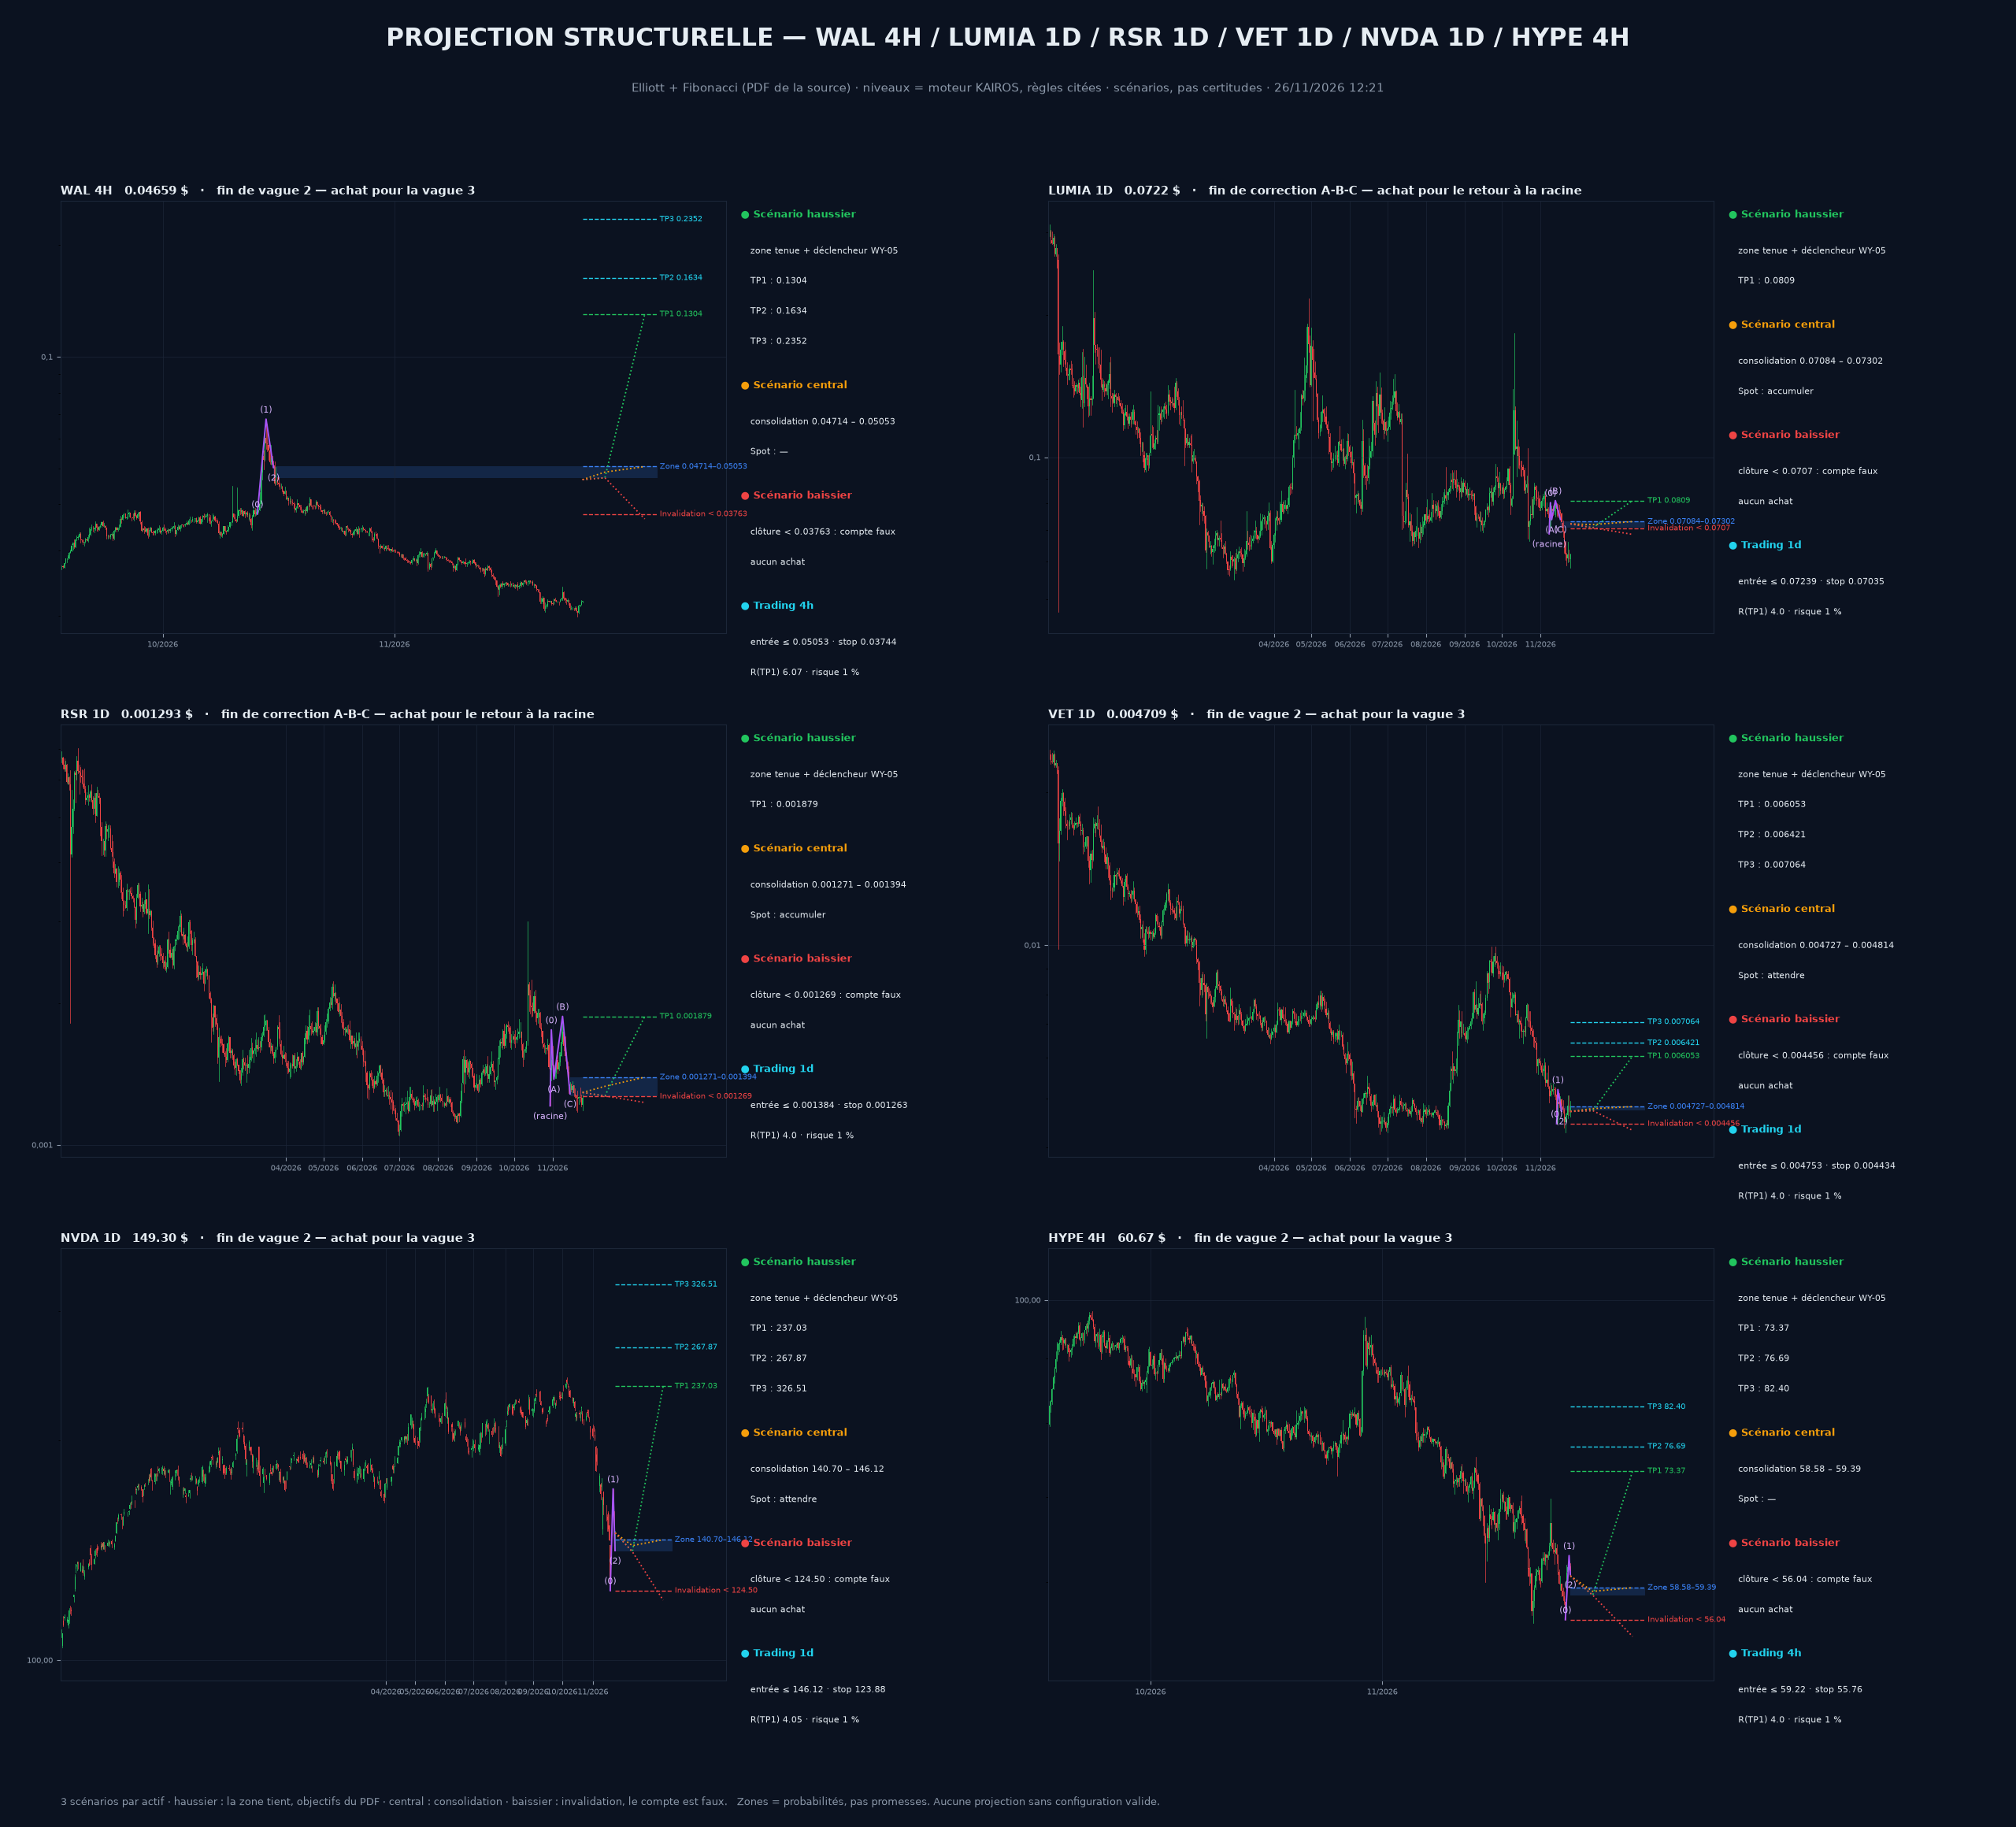 PROJECTION STRUCTURELLE — WAL 4H / LUMIA 1D / RSR 1D / VET 1D / NVDA 1D / HYPE 4H
Elliott + Fibonacci (PDF de la source) · niveaux = moteur KAIROS, règles citées · scénarios, pas certitudes · 26/11/2026 12:21
WAL 4H 0.04659 $ · fin de vague 2 — achat pour la vague 3
TP3 0.2352
TP2 0.1634
TP1 0.1304
0,1
(1)
(2)
(0)
Zone 0.04714–0.05053
Invalidation < 0.03763
10/2026
11/2026
Scénario haussier
zone tenue + déclencheur WY-05
TP1 : 0.1304
TP2 : 0.1634
TP3 : 0.2352
Scénario central
consolidation 0.04714 – 0.05053
Spot : —
Scénario baissier
clôture < 0.03763 : compte faux
aucun achat
Trading 4h
entrée ≤ 0.05053 · stop 0.03744
R(TP1) 6.07 · risque 1 %
LUMIA 1D 0.0722 $ · fin de correction A-B-C — achat pour le retour à la racine
0,1
(0)
(B)
(A)
(C)
(racine)
TP1 0.0809
Zone 0.07084–0.07302
Invalidation < 0.0707
04/2026
05/2026
06/2026
07/2026
08/2026
09/2026
10/2026
11/2026
Scénario haussier
zone tenue + déclencheur WY-05
TP1 : 0.0809
Scénario central
consolidation 0.07084 – 0.07302
Spot : accumuler
Scénario baissier
clôture < 0.0707 : compte faux
aucun achat
Trading 1d
entrée ≤ 0.07239 · stop 0.07035
R(TP1) 4.0 · risque 1 %
RSR 1D 0.001293 $ · fin de correction A-B-C — achat pour le retour à la racine
0,001
(B)
(0)
(A)
(C)
(racine)
TP1 0.001879
Zone 0.001271–0.001394
Invalidation < 0.001269
04/2026
05/2026
06/2026
07/2026
08/2026
09/2026
10/2026
11/2026
Scénario haussier
zone tenue + déclencheur WY-05
TP1 : 0.001879
Scénario central
consolidation 0.001271 – 0.001394
Spot : accumuler
Scénario baissier
clôture < 0.001269 : compte faux
aucun achat
Trading 1d
entrée ≤ 0.001384 · stop 0.001263
R(TP1) 4.0 · risque 1 %
VET 1D 0.004709 $ · fin de vague 2 — achat pour la vague 3
0,01
TP3 0.007064
TP2 0.006421
TP1 0.006053
(1)
(0)
(2)
Zone 0.004727–0.004814
Invalidation < 0.004456
04/2026
05/2026
06/2026
07/2026
08/2026
09/2026
10/2026
11/2026
Scénario haussier
zone tenue + déclencheur WY-05
TP1 : 0.006053
TP2 : 0.006421
TP3 : 0.007064
Scénario central
consolidation 0.004727 – 0.004814
Spot : attendre
Scénario baissier
clôture < 0.004456 : compte faux
aucun achat
Trading 1d
entrée ≤ 0.004753 · stop 0.004434
R(TP1) 4.0 · risque 1 %
NVDA 1D 149.30 $ · fin de vague 2 — achat pour la vague 3
TP3 326.51
TP2 267.87
TP1 237.03
(1)
(2)
(0)
Zone 140.70–146.12
Invalidation < 124.50
100,00
04/2026
05/2026
06/2026
07/2026
08/2026
09/2026
10/2026
11/2026
Scénario haussier
zone tenue + déclencheur WY-05
TP1 : 237.03
TP2 : 267.87
TP3 : 326.51
Scénario central
consolidation 140.70 – 146.12
Spot : attendre
Scénario baissier
clôture < 124.50 : compte faux
aucun achat
Trading 1d
entrée ≤ 146.12 · stop 123.88
R(TP1) 4.05 · risque 1 %
HYPE 4H 60.67 $ · fin de vague 2 — achat pour la vague 3
100,00
TP3 82.40
TP2 76.69
TP1 73.37
(1)
(2)
(0)
Zone 58.58–59.39
Invalidation < 56.04
10/2026
11/2026
Scénario haussier
zone tenue + déclencheur WY-05
TP1 : 73.37
TP2 : 76.69
TP3 : 82.40
Scénario central
consolidation 58.58 – 59.39
Spot : —
Scénario baissier
clôture < 56.04 : compte faux
aucun achat
Trading 4h
entrée ≤ 59.22 · stop 55.76
R(TP1) 4.0 · risque 1 %
3 scénarios par actif · haussier : la zone tient, objectifs du PDF · central : consolidation · baissier : invalidation, le compte est faux. Zones = probabilités, pas promesses. Aucune projection sans configuration valide.